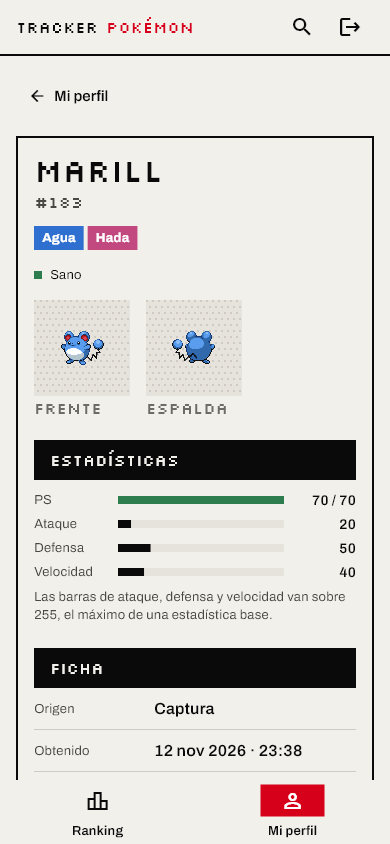 TRACKER POKÉMON
Mi perfil
MARILL
#183
Agua Hada
Sano
FRENTE ESPALDA
ESTADÍSTICAS
PS 70 / 70
Ataque 20
Defensa 50
Velocidad 40
Las barras de ataque, defensa y velocidad van sobre
255, el máximo de una estadística base.
FICHA
Origen Captura
Obtenido 12 nov 2026 · 23:38
Ranking Mi perfil